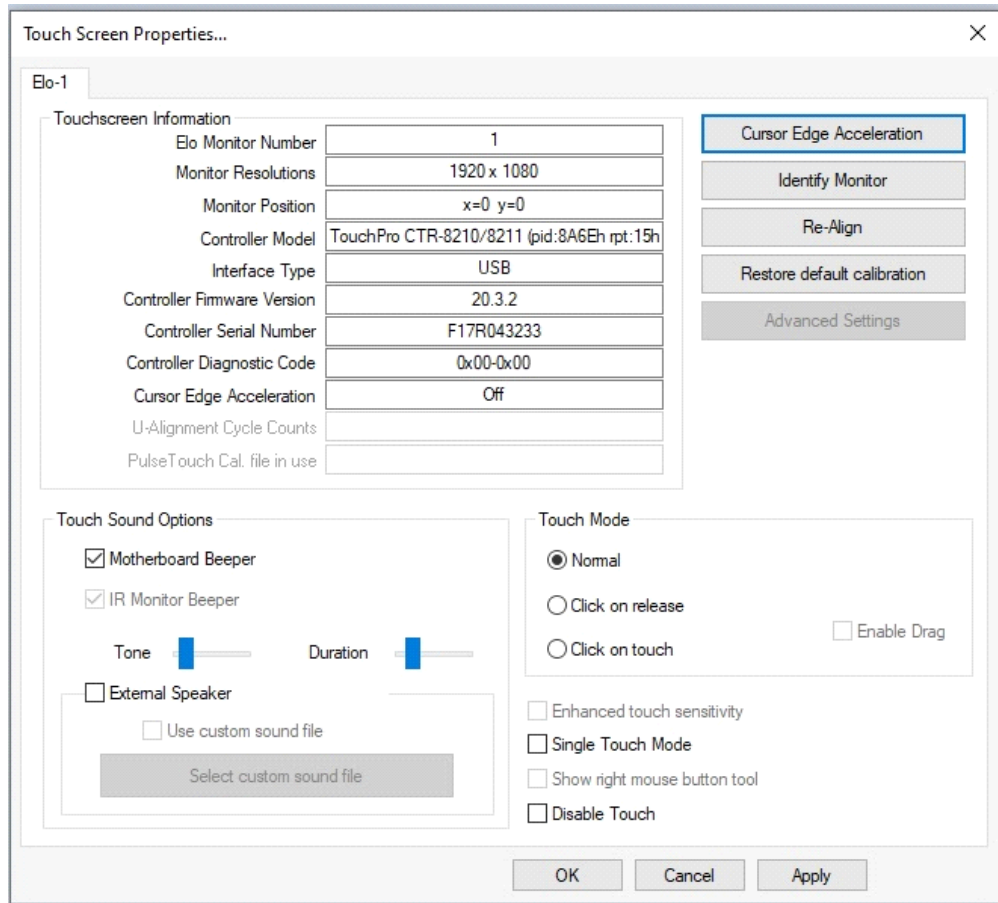 Touch Screen Properties...
Elo-1
Touchscreen Information
Elo Monitor Number 1
Monitor Resolutions 1920 x 1080
Monitor Position x=0 y=0
Controller Model TouchPro CTR-8210/8211 (pid:8A6Eh rpt:15h
Interface Type USB
Controller Firmware Version 20.3.2
Controller Serial Number F17R043233
Controller Diagnostic Code 0x00-0x00
Cursor Edge Acceleration Off
U-Alignment Cycle Counts
PulseTouch Cal. file in use
Cursor Edge Acceleration
Identify Monitor
Re-Align
Restore default calibration
Advanced Settings
Touch Sound Options
Motherboard Beeper
IR Monitor Beeper
Tone Duration
External Speaker
Use custom sound file
Select custom sound file
Touch Mode
Normal
Click on release
Click on touch
Enable Drag
Enhanced touch sensitivity
Single Touch Mode
Show right mouse button tool
Disable Touch
OK Cancel Apply